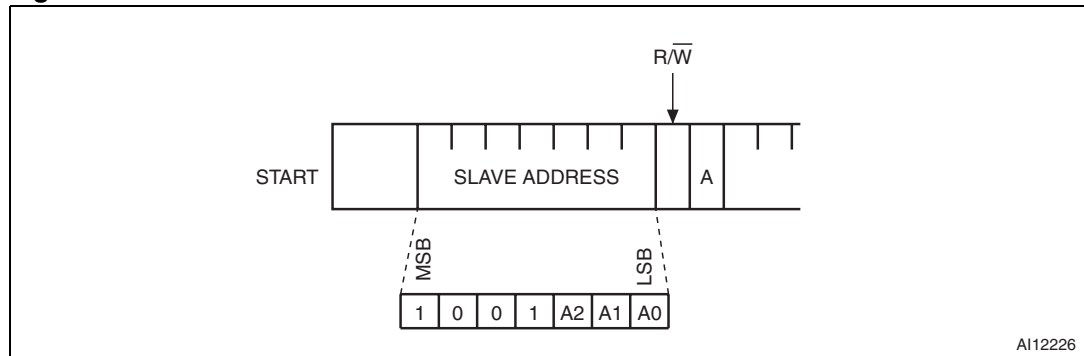 R/W̅
START
SLAVE ADDRESS
A
MSB
LSB
1 0 0 1 A2 A1 A0
AI12226